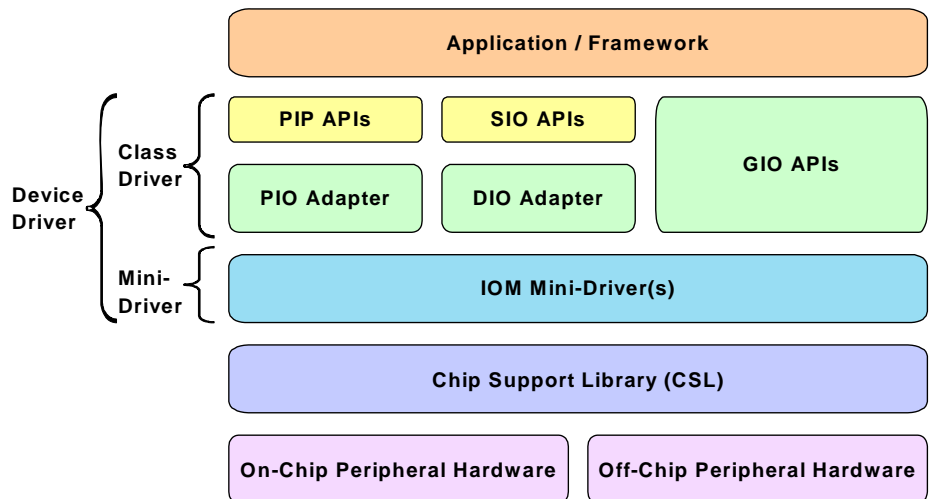 Application / Framework
PIP APIs
SIO APIs
GIO APIs
Class
Driver
PIO Adapter
DIO Adapter
Device
Driver
Mini-
Driver
IOM Mini-Driver(s)
Chip Support Library (CSL)
On-Chip Peripheral Hardware
Off-Chip Peripheral Hardware